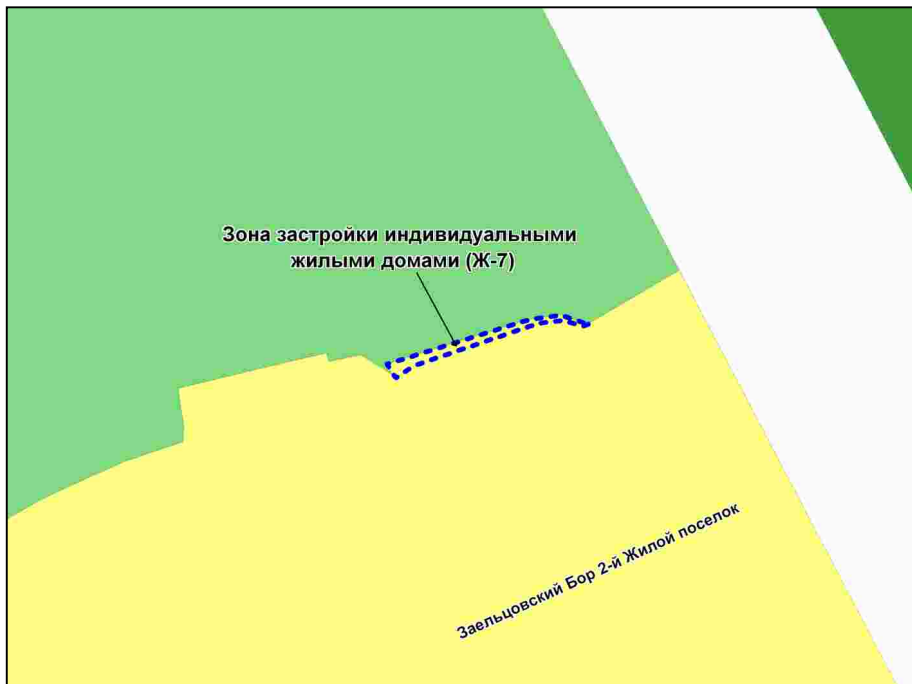 Зона застройки индивидуальными
жилыми домами (Ж-7)
Заельцовский Бор 2-й Жилой поселок